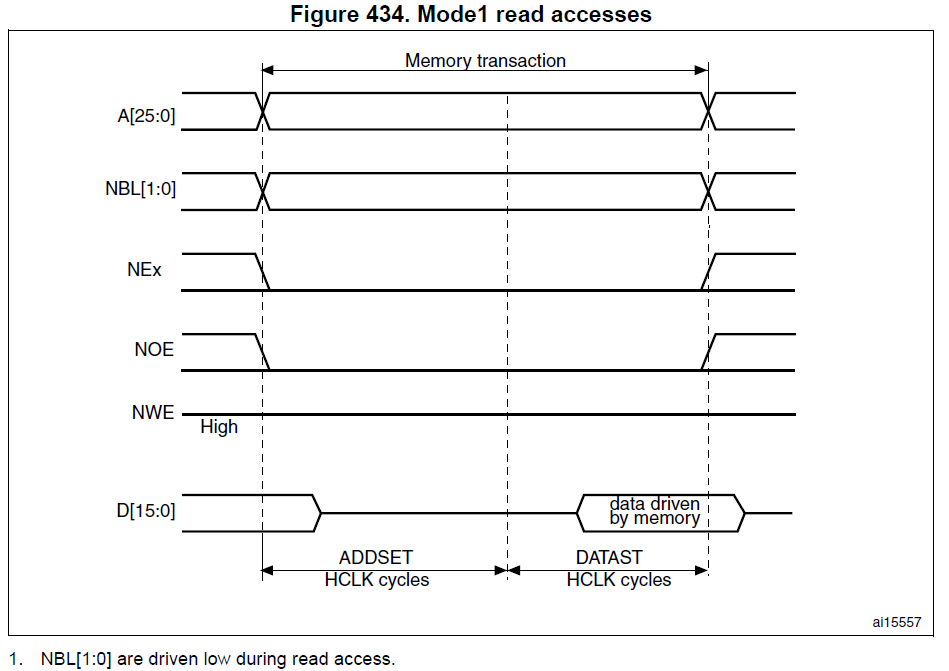 Figure 434. Mode1 read accesses
Memory transaction
A[25:0]
NBL[1:0]
NEx
NOE
NWE
High
D[15:0]
data driven
by memory
ADDSET
HCLK cycles
DATAST
HCLK cycles
ai15557
1. NBL[1:0] are driven low during read access.